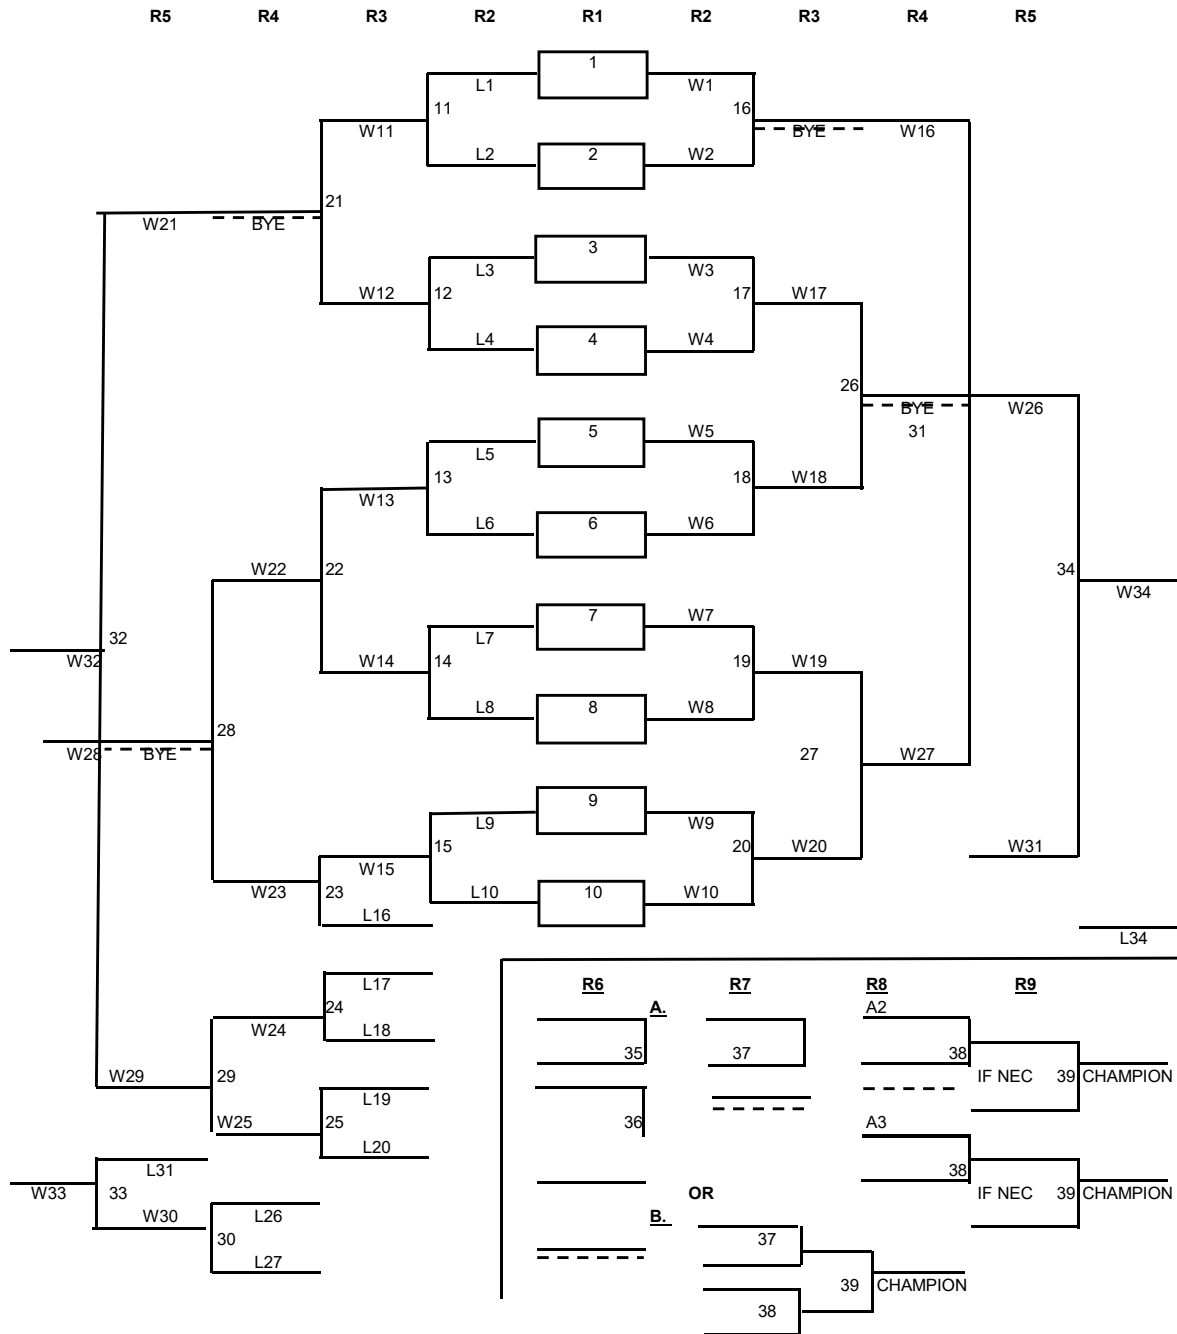 R5 R4 R3 R2 R1 R2 R3 R4 R5
1
L1 W1
11 16
W11 BYE W16
L2 2 W2
21
W21 BYE
3
L3 W3
W12 12 17 W17
L4 4 W4
26
BYE W26
31
5 W5
L5
13 18 W18
W13
L6 6 W6
W22 22 34
W34
7 W7
L7
32
W32 W14 14 19 W19
L8 8 W8
28
W28 BYE 27 W27
9
L9 W9
15 20 W20 W31
W15
W23 23 L10 10 W10
L16
L34
L17 R6 R7 R8 R9
24 A. A2
W24 L18 35 37 38
W29 29 IF NEC 39 CHAMPION
L19
W25 25 36 A3
L20
L31 38
W33 33 OR IF NEC 39 CHAMPION
W30 L26 B.
30 37
L27
39 CHAMPION
38